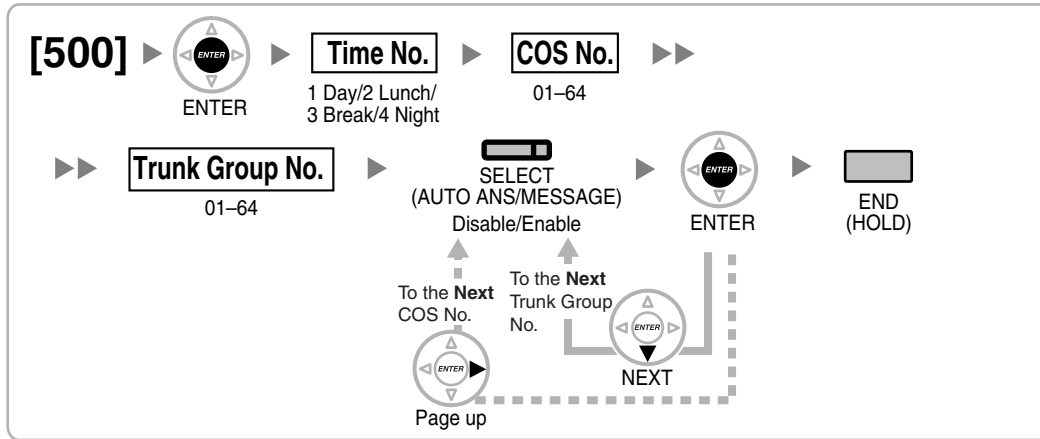 [500]
ENTER
ENTER
Time No.
1 Day/2 Lunch/
3 Break/4 Night
COS No.
01–64
Trunk Group No.
01–64
SELECT
(AUTO ANS/MESSAGE)
Disable/Enable
ENTER
ENTER
END
(HOLD)
To the Next
COS No.
To the Next
Trunk Group
No.
ENTER
NEXT
ENTER
Page up